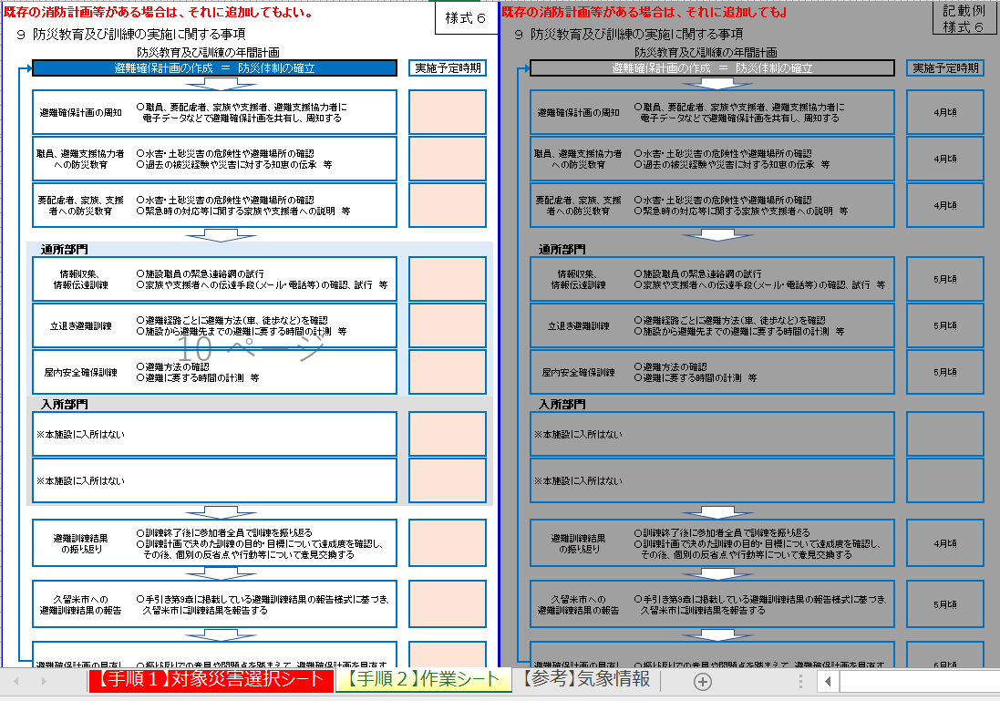 既存の消防計画等がある場合は、それに追加してもよい。
様式６
９ 防災教育及び訓練の実施に関する事項
防災教育及び訓練の年間計画
避難確保計画の作成 ＝ 防災体制の確立
実施予定時期
避難確保計画の周知
○職員、要配慮者、家族や支援者、避難支援協力者に
電子データなどで避難確保計画を共有し、周知する
職員、避難支援協力者
への防災教育
○水害・土砂災害の危険性や避難場所の確認
○過去の被災経験や災害に対する知恵の伝承 等
要配慮者、家族、支援
者への防災教育
○水害・土砂災害の危険性や避難場所の確認
○緊急時の対応等に関する家族や支援者への説明 等
通所部門
情報収集、
情報伝達訓練
○施設職員の緊急連絡網の試行
○家族や支援者への伝達手段（メール・電話等）の確認、試行 等
立退き避難訓練
○避難経路ごとに避難方法（車、徒歩など）を確認
○施設から避難先までの避難に要する時間の計測 等
10 ページ
屋内安全確保訓練
○避難方法の確認
○避難に要する時間の計測 等
入所部門
※本施設に入所はない
※本施設に入所はない
避難訓練結果
の振り返り
○訓練終了後に参加者全員で訓練を振り返る
○訓練計画で決めた訓練の目的・目標について達成度を確認し、
その後、個別の反省点や行動等について意見交換する
久留米市への
避難訓練結果の報告
○手引き第9章に掲載している避難訓練結果の報告様式に基づき、
久留米市に訓練結果を報告する
避難確保計画の見直し
○振り返りでの意見や問題点を踏まえて、避難確保計画を見直す
既存の消防計画等がある場合は、それに追加しても
記載例
様式６
９ 防災教育及び訓練の実施に関する事項
防災教育及び訓練の年間計画
避難確保計画の作成 ＝ 防災体制の確立
実施予定時期
避難確保計画の周知
○職員、要配慮者、家族や支援者、避難支援協力者に
電子データなどで避難確保計画を共有し、周知する
4月頃
職員、避難支援協力者
への防災教育
○水害・土砂災害の危険性や避難場所の確認
○過去の被災経験や災害に対する知恵の伝承 等
4月頃
要配慮者、家族、支援
者への防災教育
○水害・土砂災害の危険性や避難場所の確認
○緊急時の対応等に関する家族や支援者への説明 等
4月頃
通所部門
情報収集、
情報伝達訓練
○施設職員の緊急連絡網の試行
○家族や支援者への伝達手段（メール・電話等）の確認、試行 等
5月頃
立退き避難訓練
○避難経路ごとに避難方法（車、徒歩など）を確認
○施設から避難先までの避難に要する時間の計測 等
5月頃
屋内安全確保訓練
○避難方法の確認
○避難に要する時間の計測 等
5月頃
入所部門
※本施設に入所はない
※本施設に入所はない
避難訓練結果
の振り返り
○訓練終了後に参加者全員で訓練を振り返る
○訓練計画で決めた訓練の目的・目標について達成度を確認し、
その後、個別の反省点や行動等について意見交換する
4月頃
久留米市への
避難訓練結果の報告
○手引き第9章に掲載している避難訓練結果の報告様式に基づき、
久留米市に訓練結果を報告する
5月頃
避難確保計画の見直し
○振り返りでの意見や問題点を踏まえて、避難確保計画を見直す
6月頃
【手順１】対象災害選択シート
【手順２】作業シート
【参考】気象情報